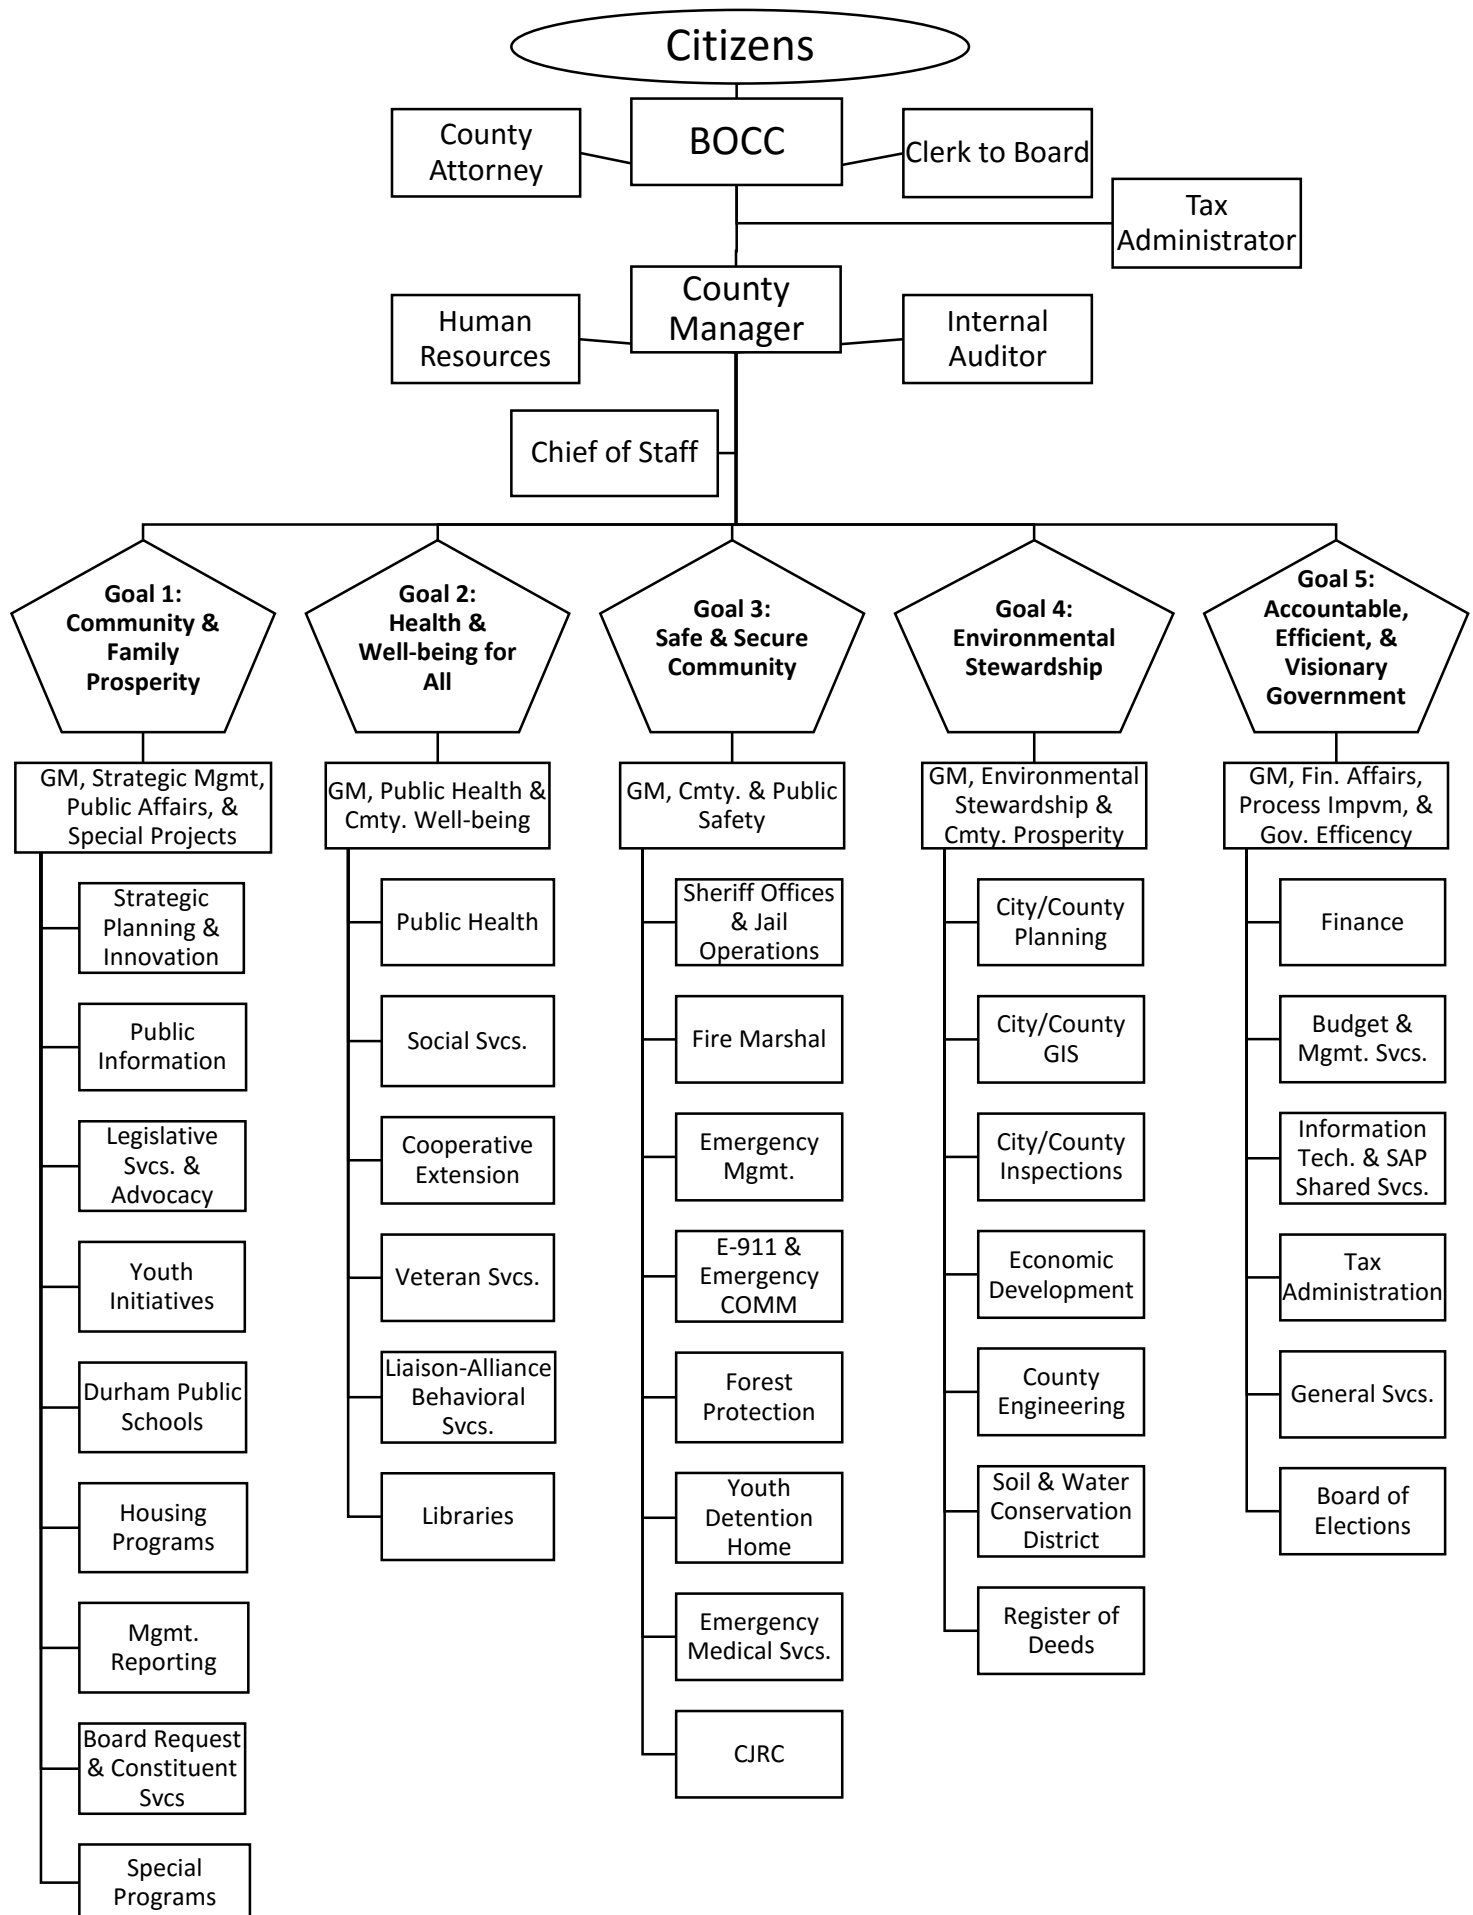 Citizens
BOCC
County
Attorney
Clerk to Board
Tax
Administrator
County
Manager
Human
Resources
Internal
Auditor
Chief of Staff
Goal 1:
Community &
Family
Prosperity
Goal 2:
Health &
Well-being for
All
Goal 3:
Safe & Secure
Community
Goal 4:
Environmental
Stewardship
Goal 5:
Accountable,
Efficient, &
Visionary
Government
GM, Strategic Mgmt,
Public Affairs, &
Special Projects
Strategic
Planning &
Innovation
Public
Information
Legislative
Svcs. &
Advocacy
Youth
Initiatives
Durham Public
Schools
Housing
Programs
Mgmt.
Reporting
Board Request
& Constituent
Svcs
Special
Programs
GM, Public Health &
Cmty. Well-being
Public Health
Social Svcs.
Cooperative
Extension
Veteran Svcs.
Liaison-Alliance
Behavioral
Svcs.
Libraries
GM, Cmty. & Public
Safety
Sheriff Offices
& Jail
Operations
Fire Marshal
Emergency
Mgmt.
E-911 &
Emergency
COMM
Forest
Protection
Youth
Detention
Home
Emergency
Medical Svcs.
CJRC
GM, Environmental
Stewardship &
Cmty. Prosperity
City/County
Planning
City/County
GIS
City/County
Inspections
Economic
Development
County
Engineering
Soil & Water
Conservation
District
Register of
Deeds
GM, Fin. Affairs,
Process Impvm, &
Gov. Efficency
Finance
Budget &
Mgmt. Svcs.
Information
Tech. & SAP
Shared Svcs.
Tax
Administration
General Svcs.
Board of
Elections